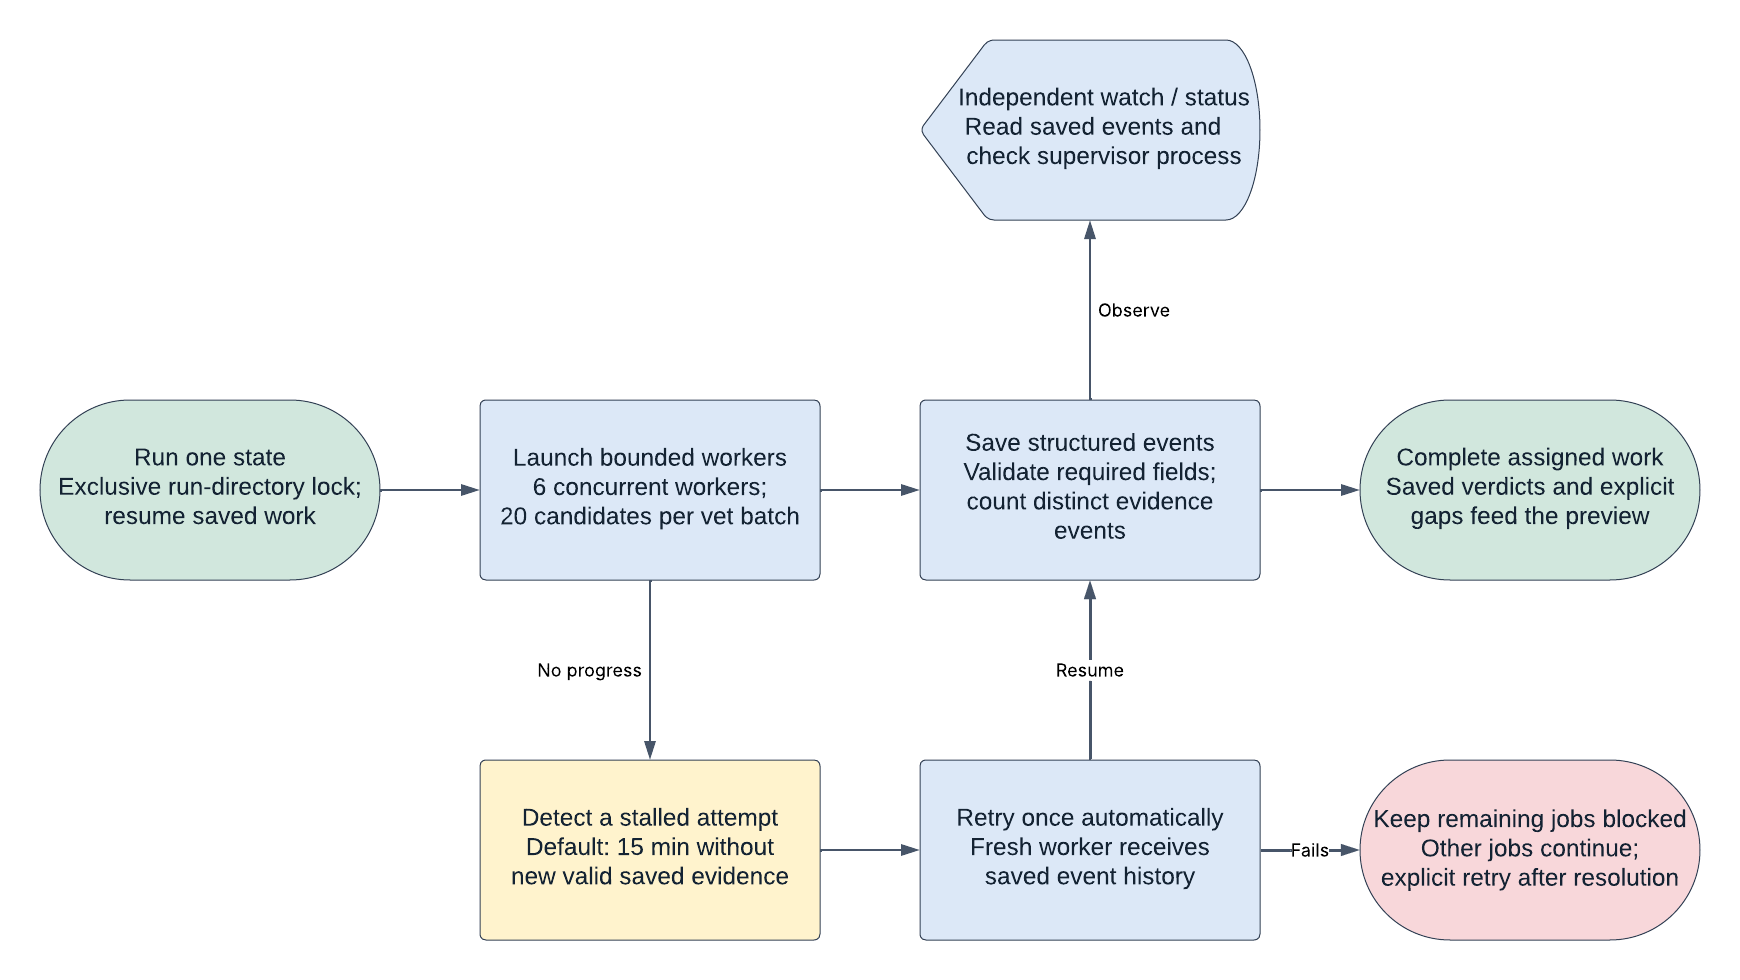 Independent watch / status
Read saved events and
check supervisor process
Observe
Run one state
Exclusive run-directory lock;
resume saved work
Launch bounded workers
6 concurrent workers;
20 candidates per vet batch
Save structured events
Validate required fields;
count distinct evidence
events
Complete assigned work
Saved verdicts and explicit
gaps feed the preview
No progress
Resume
Detect a stalled attempt
Default: 15 min without
new valid saved evidence
Retry once automatically
Fresh worker receives
saved event history
Fails
Keep remaining jobs blocked
Other jobs continue;
explicit retry after resolution